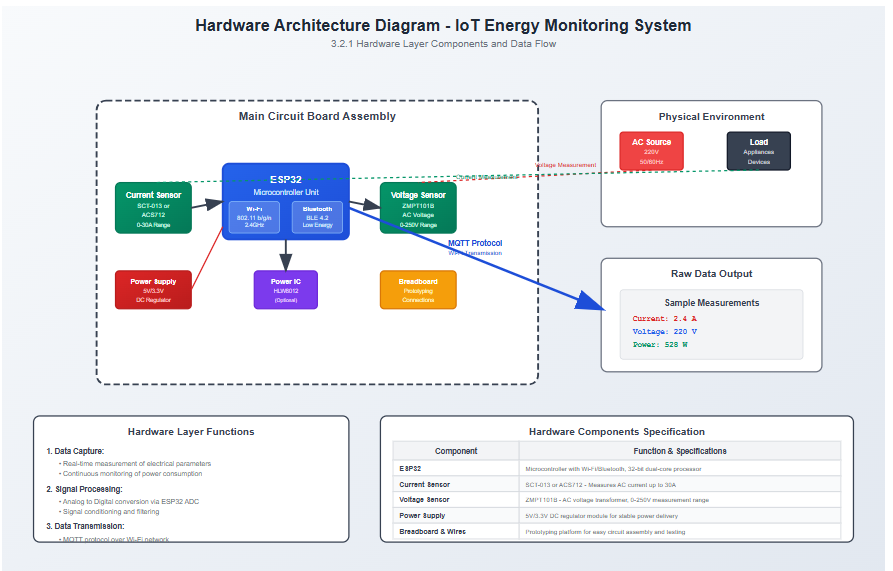 Hardware Architecture Diagram - IoT Energy Monitoring System
3.2.1 Hardware Layer Components and Data Flow
Main Circuit Board Assembly
Current Sensor
SCT-013 or
ACS712
0-30A Range
ESP32
Microcontroller Unit
Wi-Fi
802.11 b/g/n
2.4GHz
Bluetooth
BLE 4.2
Low Energy
Voltage Sensor
ZMPT101B
AC Voltage
0-250V Range
Power Supply
5V/3.3V
DC Regulator
Power IC
HLW8012
(Optional)
Breadboard
Prototyping
Connections
Voltage Measurement
MQTT Protocol
Physical Environment
AC Source
220V
50/60Hz
Load
Appliances
Devices
Raw Data Output
Sample Measurements
Current: 2.4 A
Voltage: 220 V
Power: 528 W
Hardware Layer Functions
1. Data Capture:
• Real-time measurement of electrical parameters
• Continuous monitoring of power consumption
2. Signal Processing:
• Analog to Digital conversion via ESP32 ADC
• Signal conditioning and filtering
3. Data Transmission:
• MQTT protocol over Wi-Fi network
Hardware Components Specification
Component Function & Specifications
ESP32 Microcontroller with Wi-Fi/Bluetooth, 32-bit dual-core processor
Current Sensor SCT-013 or ACS712 - Measures AC current up to 30A
Voltage Sensor ZMPT101B - AC voltage transformer, 0-250V measurement range
Power Supply 5V/3.3V DC regulator module for stable power delivery
Breadboard & Wires Prototyping platform for easy circuit assembly and testing